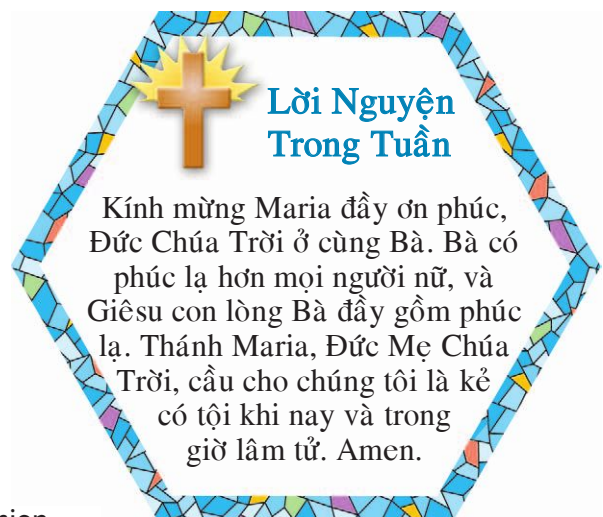 Lời Nguyện
Trong Tuần
Kính mừng Maria đầy ơn phúc,
Đức Chúa Trời ở cùng Bà. Bà có
phúc lạ hơn mọi người nữ, và
Giêsu con lòng Bà đầy gồm phúc
lạ. Thánh Maria, Đức Mẹ Chúa
Trời, cầu cho chúng tôi là kẻ
có tội khi nay và trong
giờ lâm tử. Amen.